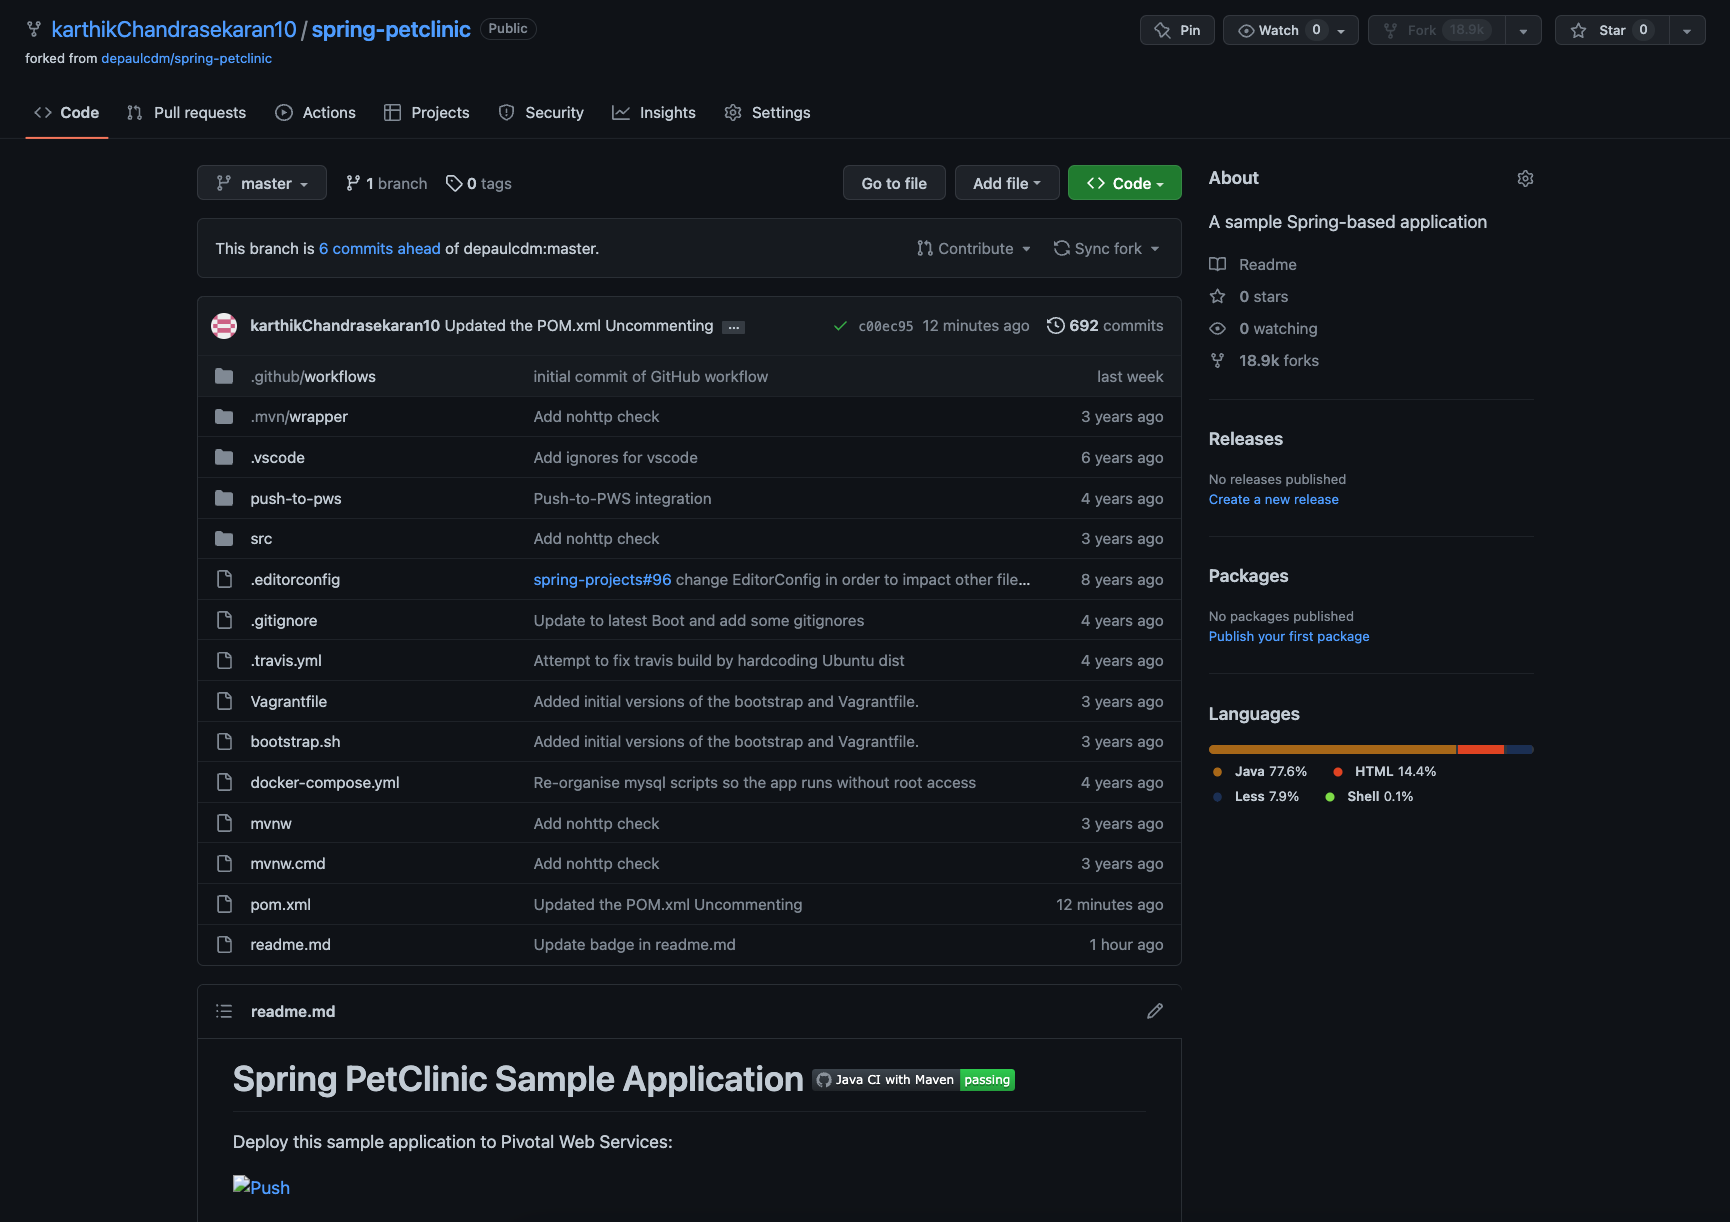 karthikChandrasekaran10 / spring-petclinic Public
Pin Watch 0 Fork 18.9k Star 0
forked from depaulcdm/spring-petclinic
Code Pull requests Actions Projects Security Insights Settings
master 1 branch 0 tags Go to file Add file Code
This branch is 6 commits ahead of depaulcdm:master. Contribute Sync fork
karthikChandrasekaran10 Updated the POM.xml Uncommenting ... c00ec95 12 minutes ago 692 commits
.github/workflows initial commit of GitHub workflow last week
.mvn/wrapper Add nohttp check 3 years ago
.vscode Add ignores for vscode 6 years ago
push-to-pws Push-to-PWS integration 4 years ago
src Add nohttp check 3 years ago
.editorconfig spring-projects#96 change EditorConfig in order to impact other file... 8 years ago
.gitignore Update to latest Boot and add some gitignores 4 years ago
.travis.yml Attempt to fix travis build by hardcoding Ubuntu dist 4 years ago
Vagrantfile Added initial versions of the bootstrap and Vagrantfile. 3 years ago
bootstrap.sh Added initial versions of the bootstrap and Vagrantfile. 3 years ago
docker-compose.yml Re-organise mysql scripts so the app runs without root access 4 years ago
mvnw Add nohttp check 3 years ago
mvnw.cmd Add nohttp check 3 years ago
pom.xml Updated the POM.xml Uncommenting 12 minutes ago
readme.md Update badge in readme.md 1 hour ago
readme.md
Spring PetClinic Sample Application Java CI with Maven passing
Deploy this sample application to Pivotal Web Services:
Push
About
A sample Spring-based application
Readme
0 stars
0 watching
18.9k forks
Releases
No releases published
Create a new release
Packages
No packages published
Publish your first package
Languages
Java 77.6% HTML 14.4%
Less 7.9% Shell 0.1%